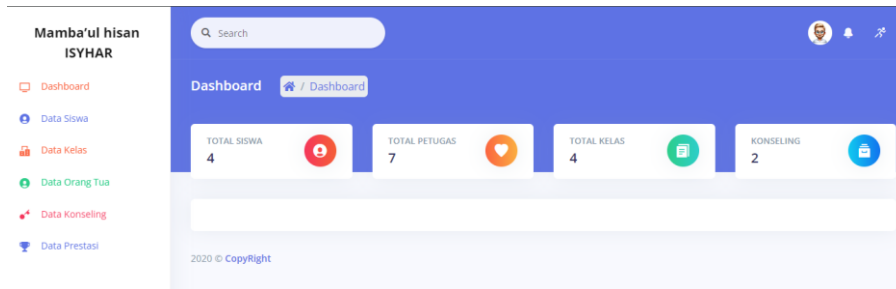 Mamba'ul hisan
ISYHAR
Dashboard
Data Siswa
Data Kelas
Data Orang Tua
Data Konseling
Data Prestasi
Search
Dashboard / Dashboard
TOTAL SISWA
4
TOTAL PETUGAS
7
TOTAL KELAS
4
KONSELING
2
2020 © CopyRight